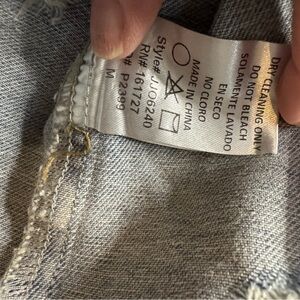 DRY CLEANING ONLY
DO NOT BLEACH
SOLAMENTE LAVADO
EN SECO
NO CLORO
MADE IN CHINA
Style# JJO6240
RN# 161727
# P2399
M